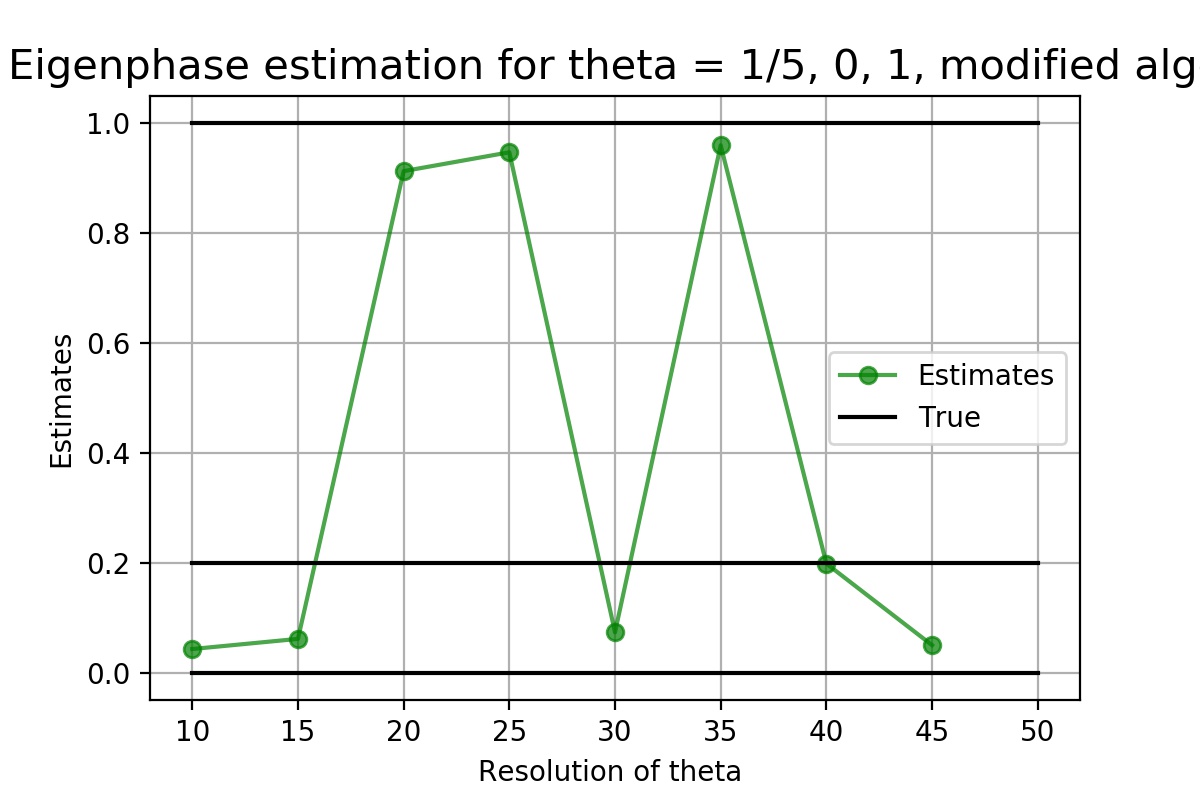 Eigenphase estimation for theta = 1/5, 0, 1, modified alg
1.0
0.8
0.6
0.4
0.2
0.0
Estimates
Estimates
True
10 15 20 25 30 35 40 45 50
Resolution of theta